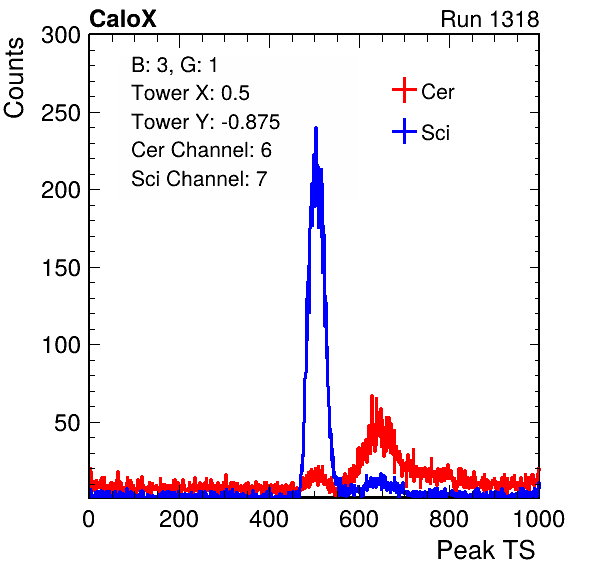 CaloX Run 1318
B: 3, G: 1
Tower X: 0.5
Tower Y: -0.875
Cer Channel: 6
Sci Channel: 7
Cer
Sci
Counts
300
250
200
150
100
50
0 200 400 600 800 1000
Peak TS